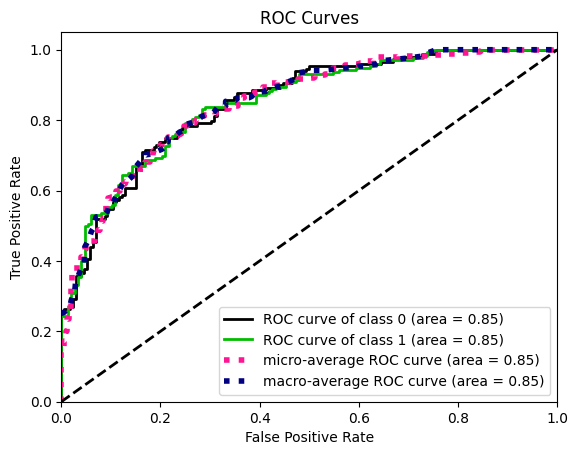 ROC Curves
True Positive Rate
1.0
0.8
0.6
0.4
0.2
0.0
ROC curve of class 0 (area = 0.85)
ROC curve of class 1 (area = 0.85)
micro-average ROC curve (area = 0.85)
macro-average ROC curve (area = 0.85)
0.0 0.2 0.4 0.6 0.8 1.0
False Positive Rate